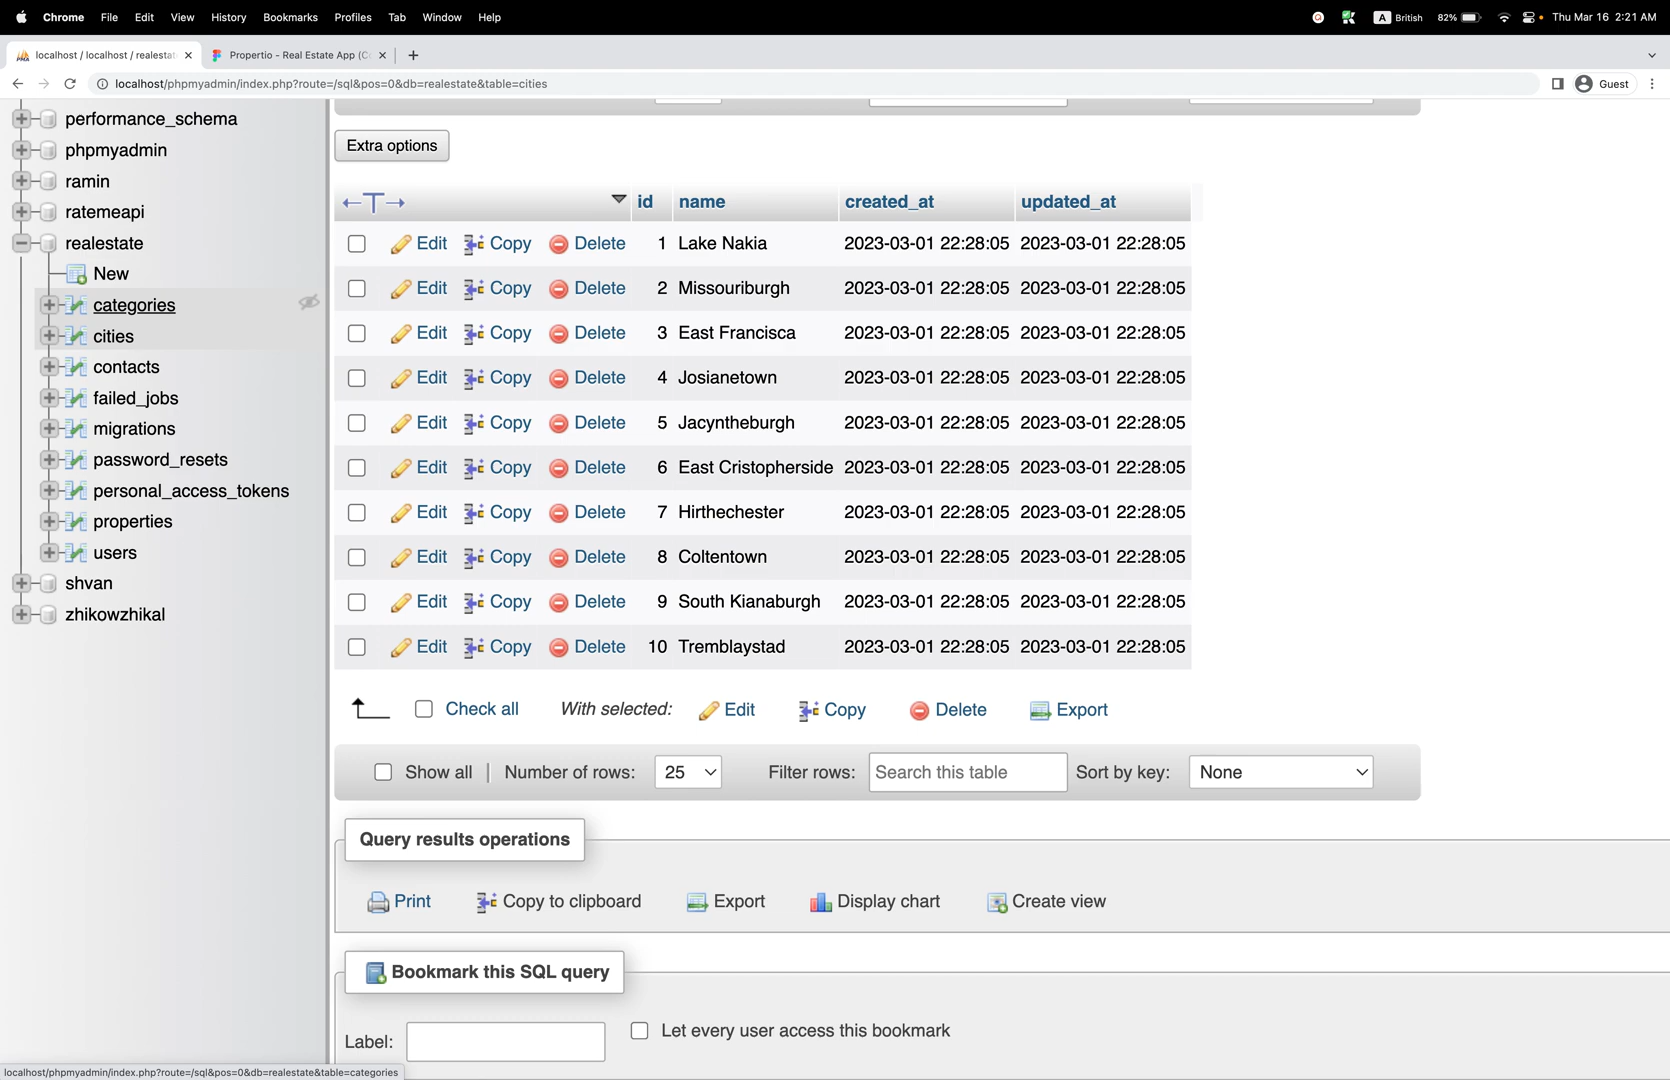 Chrome File Edit View History Bookmarks Profiles Tab Window Help A British 82% Thu Mar 16 2:21 AM
localhost / localhost / realestat Propertio - Real Estate App (C
localhost/phpmyadmin/index.php?route=/sql&pos=0&db=realestate&table=cities Guest
performance_schema
phpmyadmin
ramin
ratemeapi
realestate
New
categories
cities
contacts
failed_jobs
migrations
password_resets
personal_access_tokens
properties
users
shvan
zhikowzhikal
Extra options
id name created_at updated_at
Edit Copy Delete 1 Lake Nakia 2023-03-01 22:28:05 2023-03-01 22:28:05
Edit Copy Delete 2 Missouriburgh 2023-03-01 22:28:05 2023-03-01 22:28:05
Edit Copy Delete 3 East Francisca 2023-03-01 22:28:05 2023-03-01 22:28:05
Edit Copy Delete 4 Josianetown 2023-03-01 22:28:05 2023-03-01 22:28:05
Edit Copy Delete 5 Jacyntheburgh 2023-03-01 22:28:05 2023-03-01 22:28:05
Edit Copy Delete 6 East Cristopherside 2023-03-01 22:28:05 2023-03-01 22:28:05
Edit Copy Delete 7 Hirthechester 2023-03-01 22:28:05 2023-03-01 22:28:05
Edit Copy Delete 8 Coltentown 2023-03-01 22:28:05 2023-03-01 22:28:05
Edit Copy Delete 9 South Kianaburgh 2023-03-01 22:28:05 2023-03-01 22:28:05
Edit Copy Delete 10 Tremblaystad 2023-03-01 22:28:05 2023-03-01 22:28:05
Check all With selected: Edit Copy Delete Export
Show all Number of rows: 25 Filter rows: Search this table Sort by key: None
Query results operations
Print Copy to clipboard Export Display chart Create view
Bookmark this SQL query
Label: Let every user access this bookmark
localhost/phpmyadmin/index.php?route=/sql&pos=0&db=realestate&table=categories